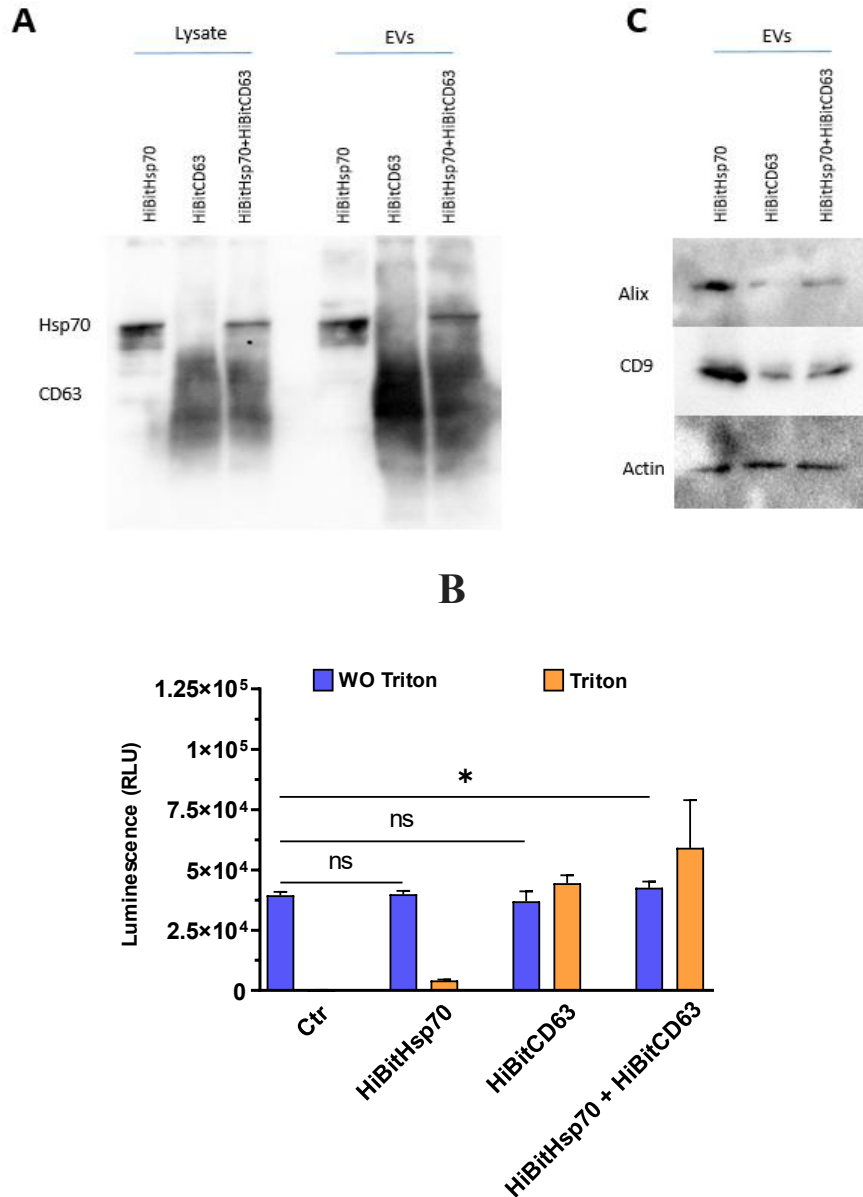 A
Lysate
EVs
HiBitHsp70
HiBitCD63
HiBitHsp70+HiBitCD63
HiBitHsp70
HiBitCD63
HiBitHsp70+HiBitCD63
Hsp70
CD63
C
EVs
HiBitHsp70
HiBitCD63
HiBitHsp70+HiBitCD63
Alix
CD9
Actin
B
WO Triton
Triton
Luminescence (RLU)
1.25×10⁵
1×10⁵
7.5×10⁴
5×10⁴
2.5×10⁴
0
*
ns
ns
Ctr
HiBitHsp70
HiBitCD63
HiBitHsp70 + HiBitCD63